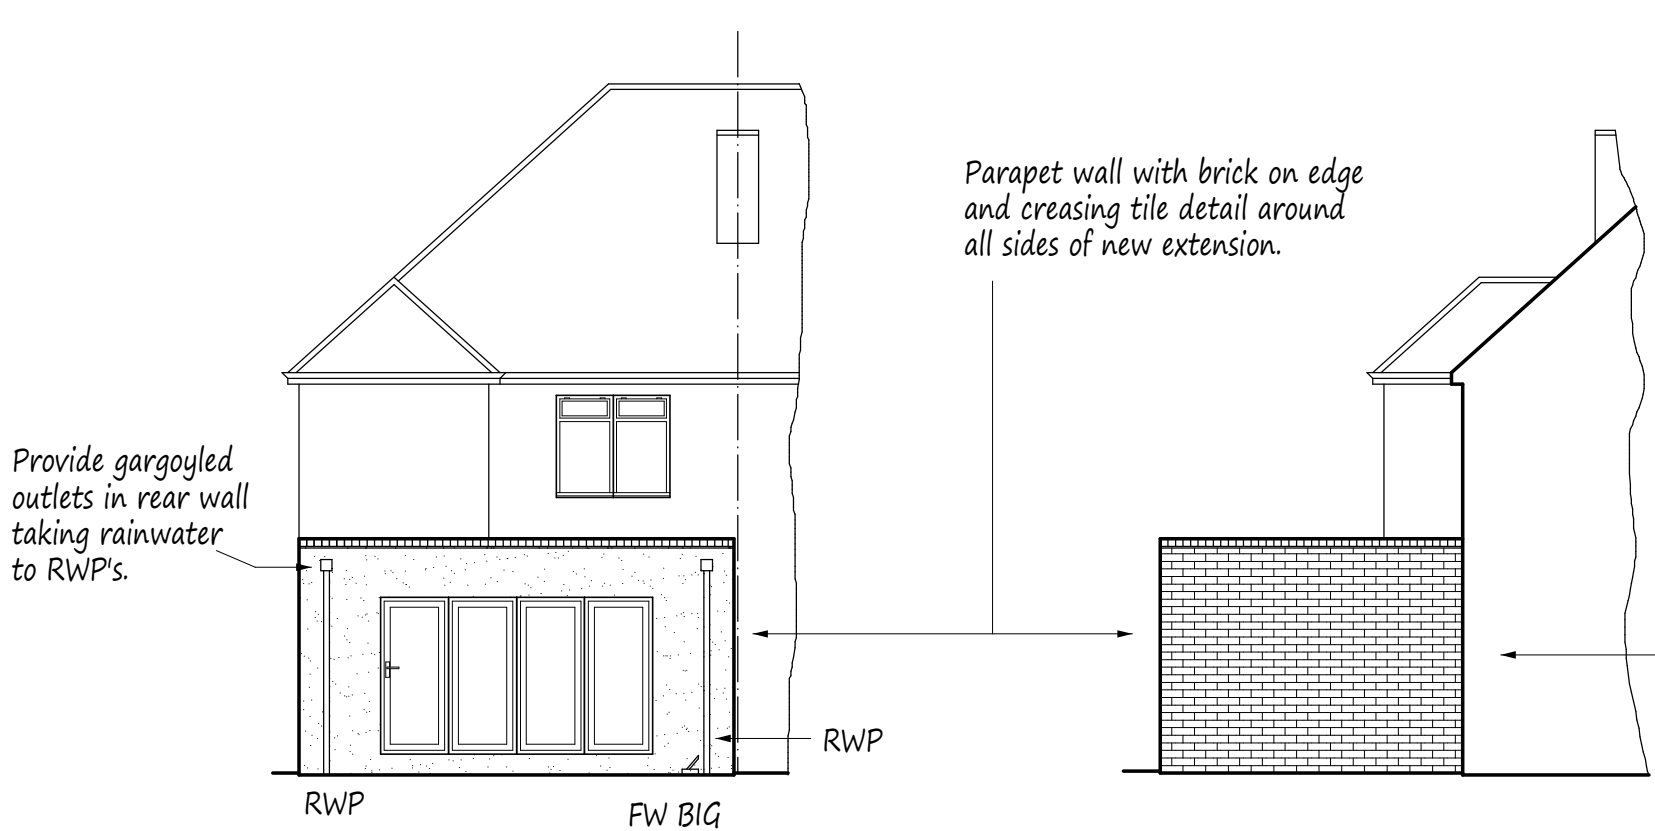 Parapet wall with brick on edge
and creasing tile detail around
all sides of new extension.
Provide gargoyled
outlets in rear wall
taking rainwater
to RWP's.
RWP
RWP
FW BIG